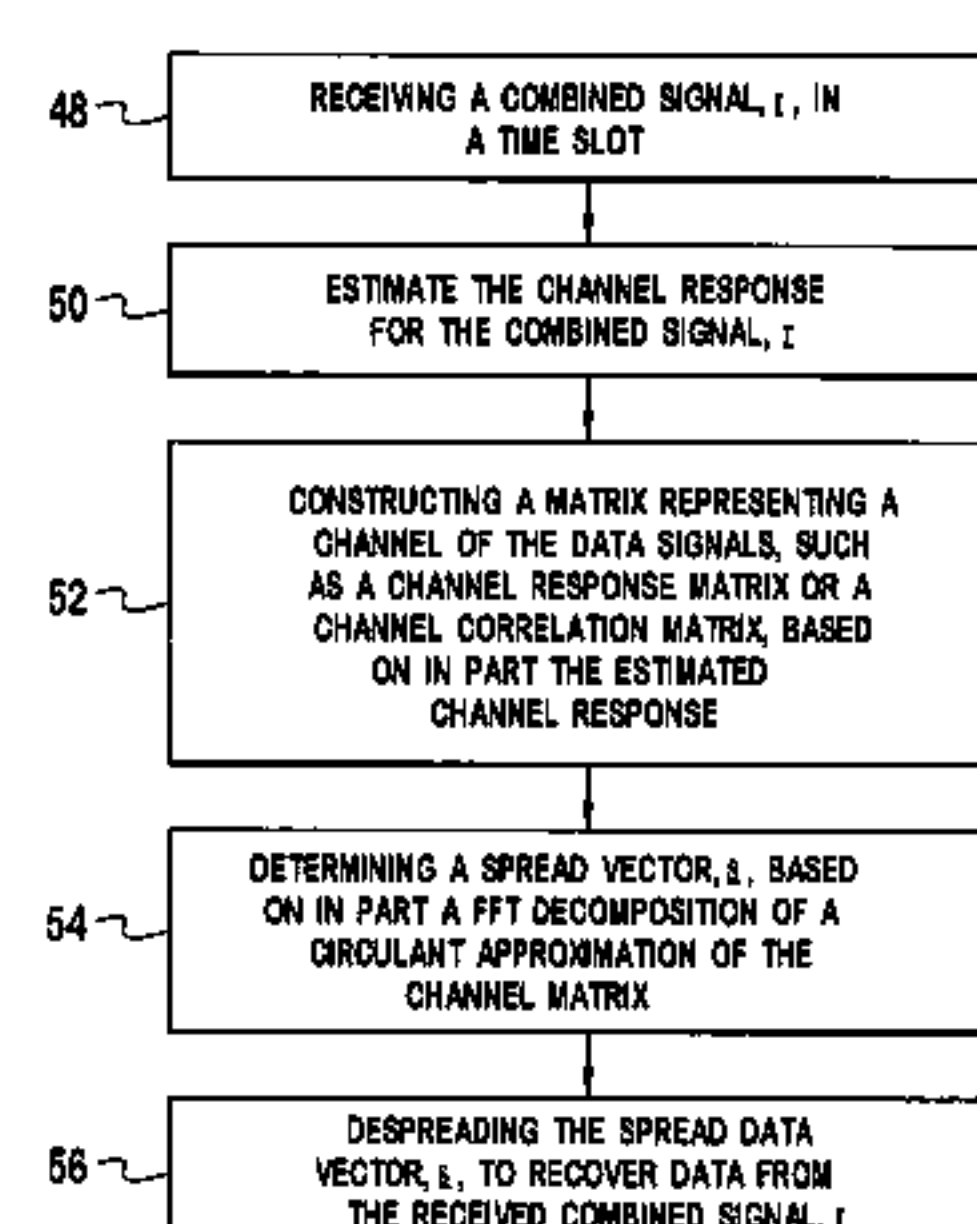 48
RECEIVING A COMBINED SIGNAL, r, IN
A TIME SLOT
50
ESTIMATE THE CHANNEL RESPONSE
FOR THE COMBINED SIGNAL, r
52
CONSTRUCTING A MATRIX REPRESENTING A
CHANNEL OF THE DATA SIGNALS, SUCH
AS A CHANNEL RESPONSE MATRIX OR A
CHANNEL CORRELATION MATRIX, BASED
ON IN PART THE ESTIMATED
CHANNEL RESPONSE
54
DETERMINING A SPREAD VECTOR, s, BASED
ON IN PART A FFT DECOMPOSITION OF A
CIRCULANT APPROXIMATION OF THE
CHANNEL MATRIX
56
DESPREADING THE SPREAD DATA
VECTOR, s, TO RECOVER DATA FROM
THE RECEIVED COMBINED SIGNAL, r